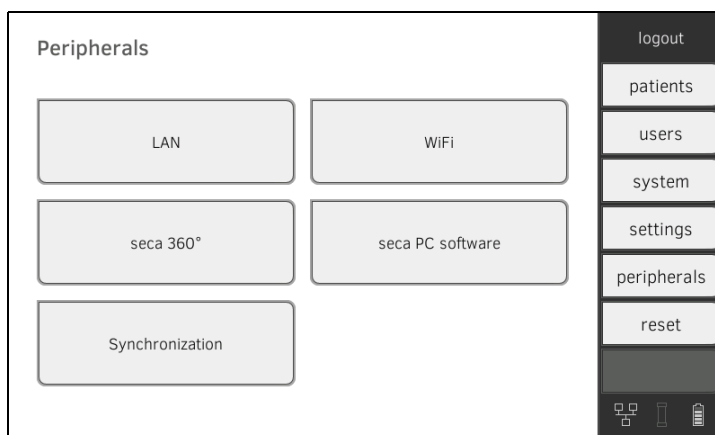 Peripherals
LAN
WiFi
seca 360°
seca PC software
Synchronization
logout
patients
users
system
settings
peripherals
reset